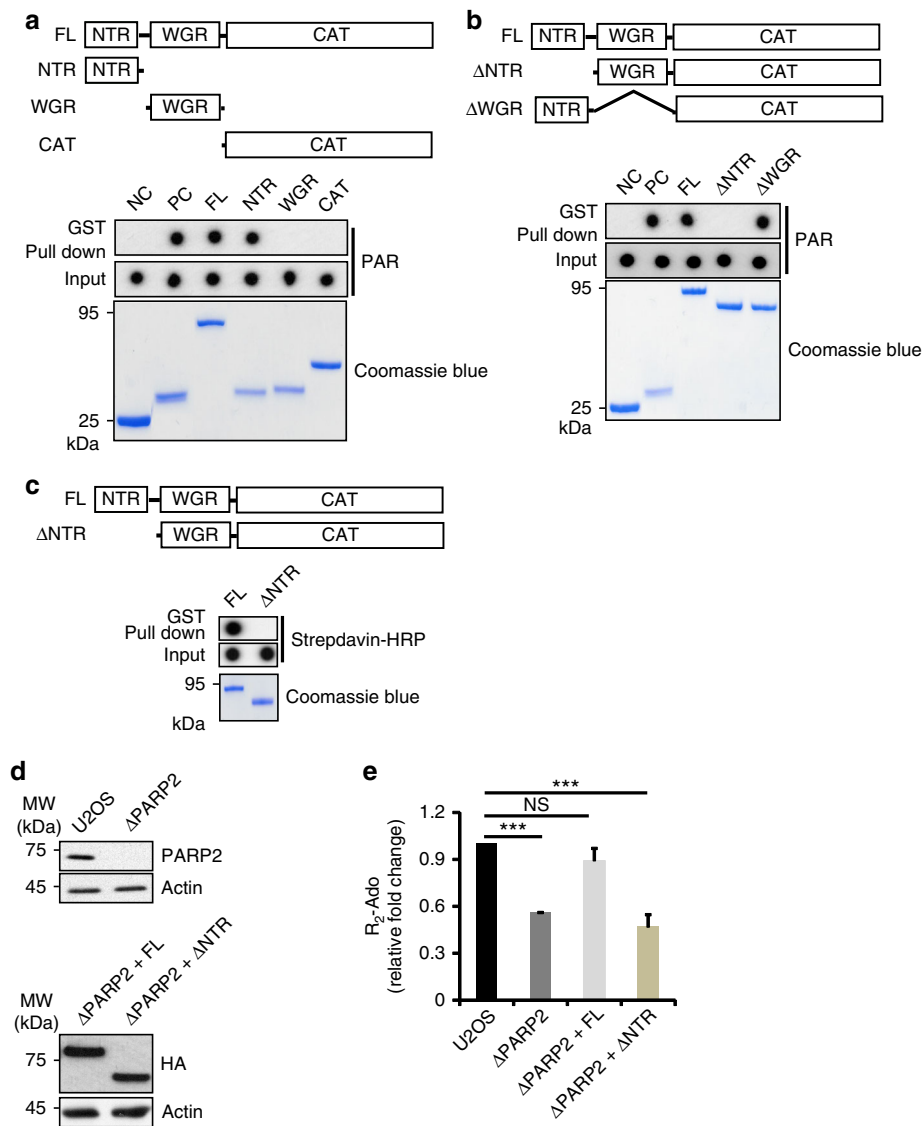 a
FL NTR WGR CAT
NTR NTR
WGR WGR
CAT CAT
NC PC FL NTR WGR CAT
GST
Pull down
PAR
Input
95
Coomassie blue
25
kDa
b
FL NTR WGR CAT
ΔNTR WGR CAT
ΔWGR NTR CAT
NC PC FL ΔNTR ΔWGR
GST
Pull down
PAR
Input
95
Coomassie blue
25
kDa
c
FL NTR WGR CAT
ΔNTR WGR CAT
FL ΔNTR
GST
Pull down
Strepdavin-HRP
Input
95
Coomassie blue
kDa
d
MW
(kDa)
U2OS ΔPARP2
75
PARP2
45
Actin
ΔPARP2 + FL ΔPARP2 + ΔNTR
MW
(kDa)
75
HA
45
Actin
e
***
NS
***
1.2
0.9
0.6
0.3
0
R2-Ado
(relative fold change)
U2OS ΔPARP2 ΔPARP2 + FL ΔPARP2 + ΔNTR